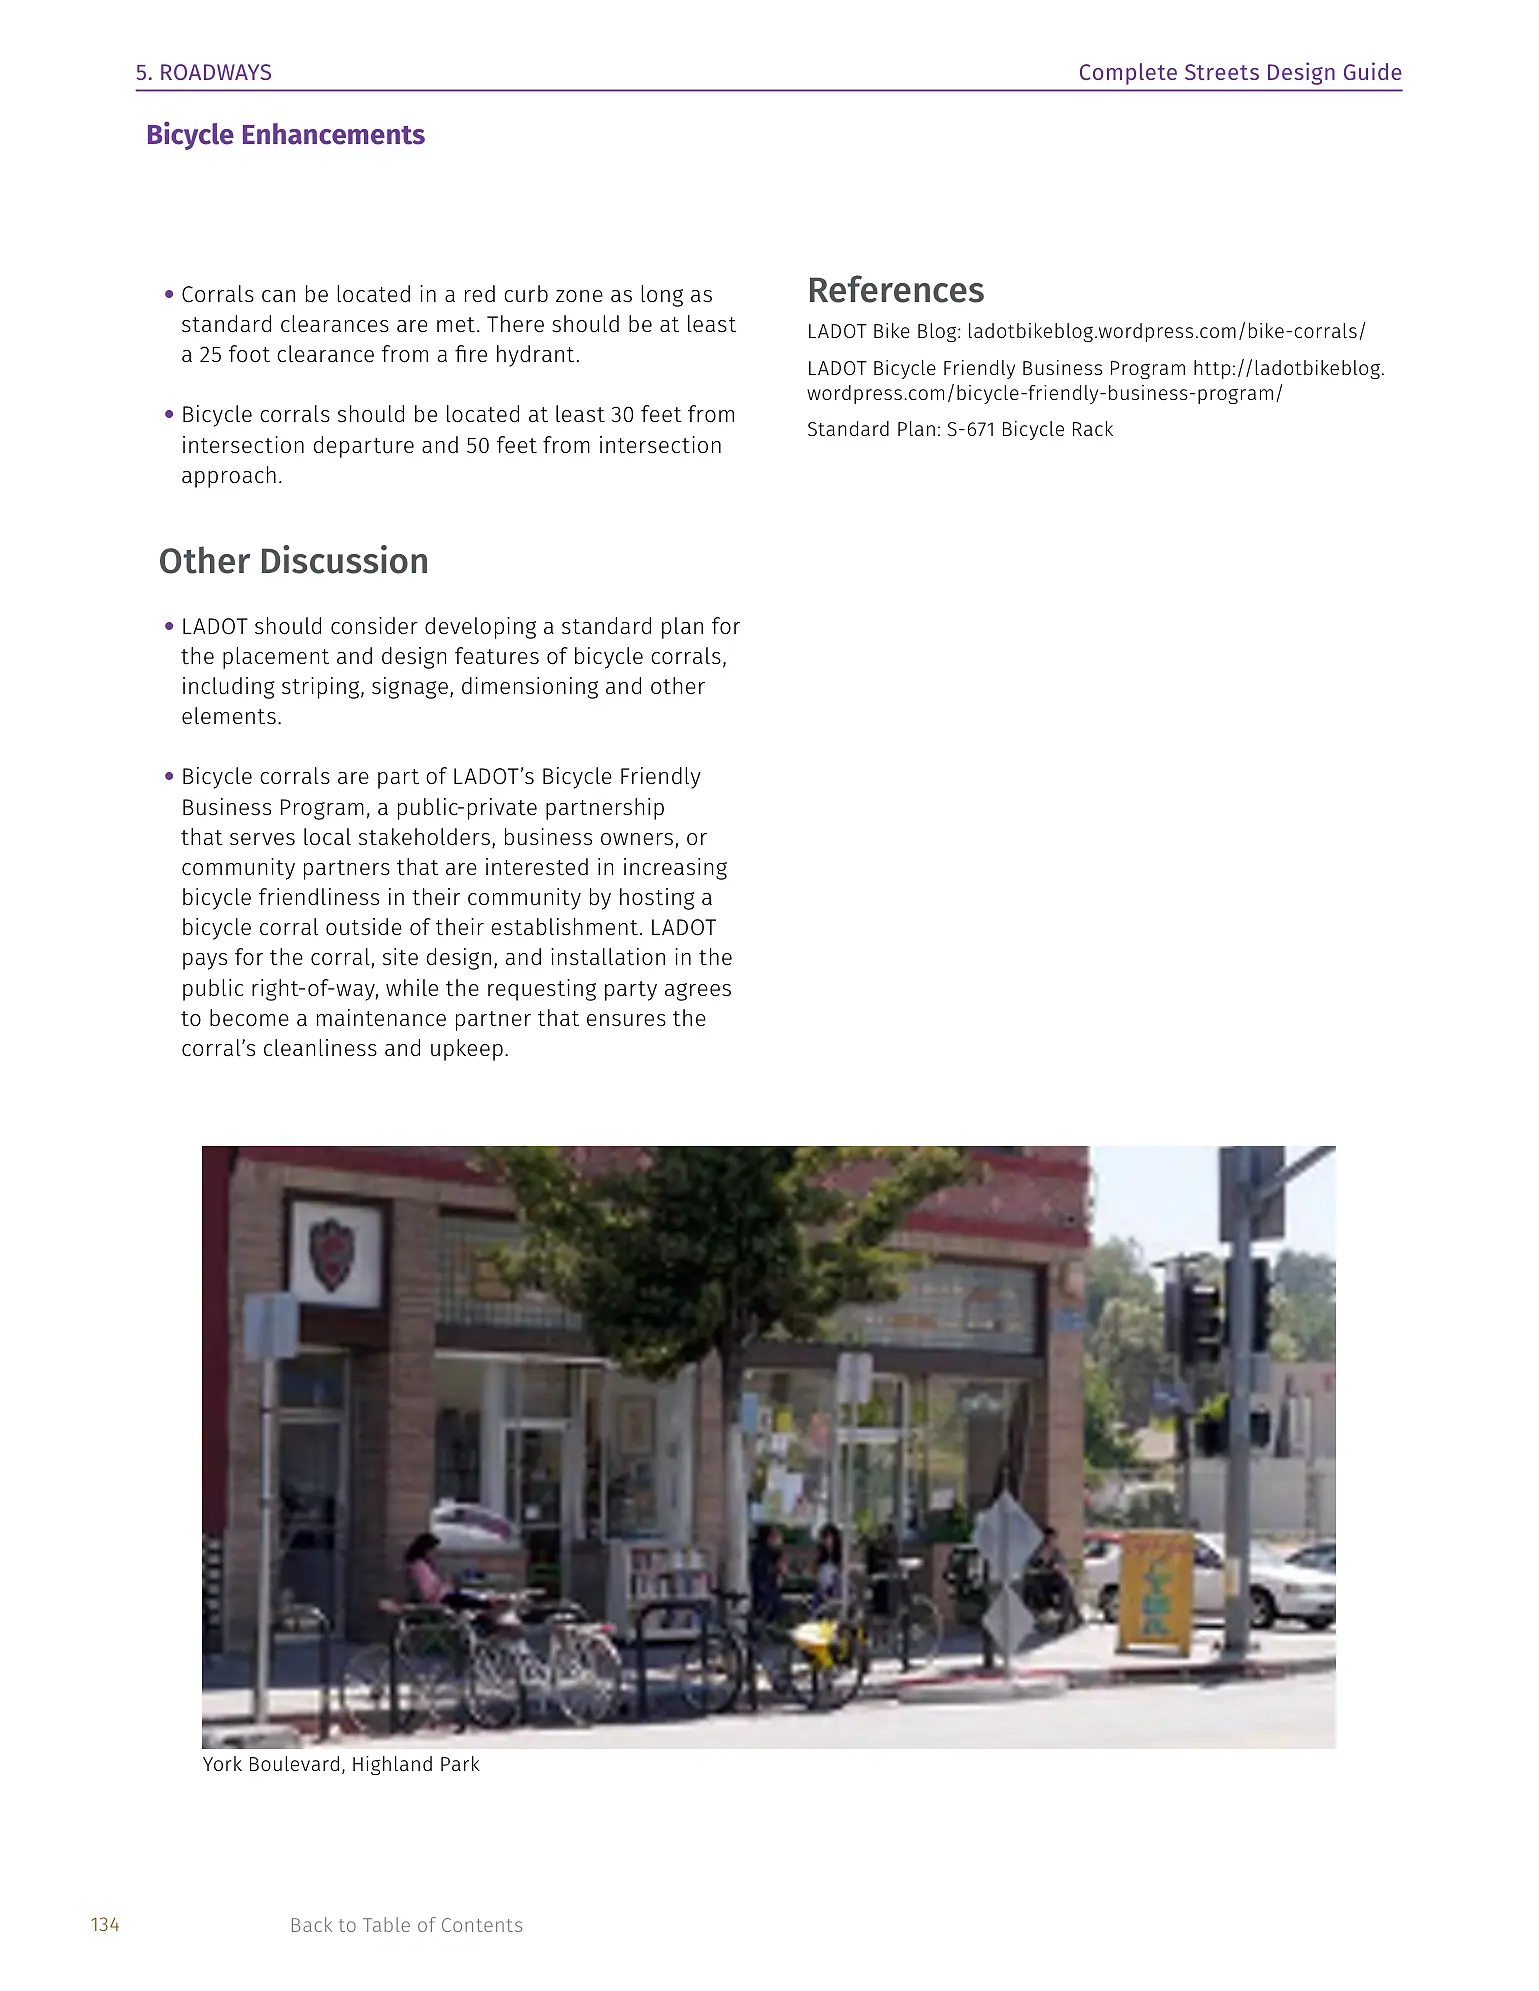 5. ROADWAYS
Complete Streets Design Guide
Bicycle Enhancements
• Corrals can be located in a red curb zone as long as
standard clearances are met. There should be at least
a 25 foot clearance from a fire hydrant.
• Bicycle corrals should be located at least 30 feet from
intersection departure and 50 feet from intersection
approach.
Other Discussion
• LADOT should consider developing a standard plan for
the placement and design features of bicycle corrals,
including striping, signage, dimensioning and other
elements.
• Bicycle corrals are part of LADOT’s Bicycle Friendly
Business Program, a public-private partnership
that serves local stakeholders, business owners, or
community partners that are interested in increasing
bicycle friendliness in their community by hosting a
bicycle corral outside of their establishment. LADOT
pays for the corral, site design, and installation in the
public right-of-way, while the requesting party agrees
to become a maintenance partner that ensures the
corral’s cleanliness and upkeep.
References
LADOT Bike Blog: ladotbikeblog.wordpress.com/bike-corrals/
LADOT Bicycle Friendly Business Program http://ladotbikeblog.
wordpress.com/bicycle-friendly-business-program/
Standard Plan: S-671 Bicycle Rack
York Boulevard, Highland Park
134
Back to Table of Contents